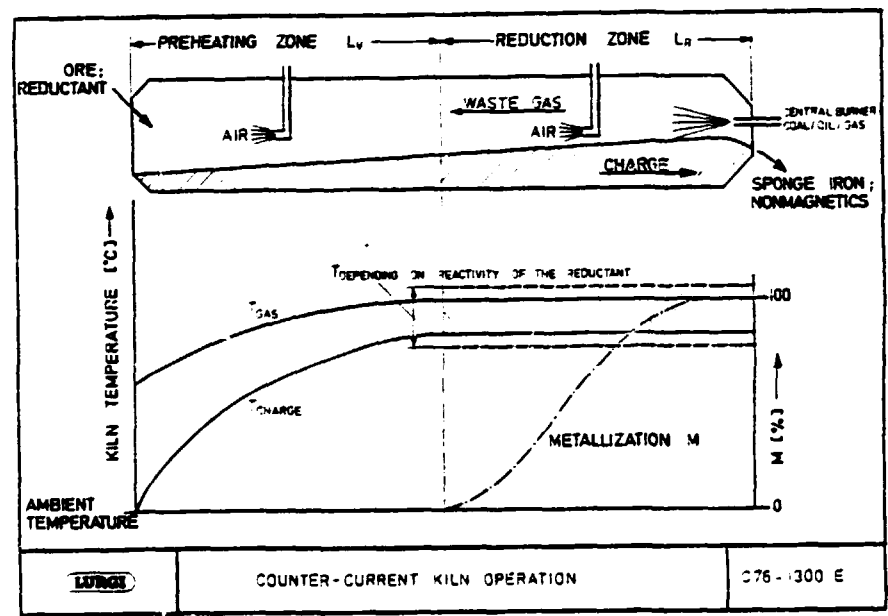 PREHEATING ZONE Lv
REDUCTION ZONE LR
ORE;
REDUCTANT
WASTE GAS
AIR
AIR
CENTRAL BURNER
COAL/OIL/GAS
CHARGE
SPONGE IRON;
NONMAGNETICS
KILN TEMPERATURE [°C]
T DEPENDING ON REACTIVITY OF THE REDUCTANT
100
TGAS
TCHARGE
METALLIZATION M
M [%]
0
AMBIENT
TEMPERATURE
LURGI
COUNTER-CURRENT KILN OPERATION